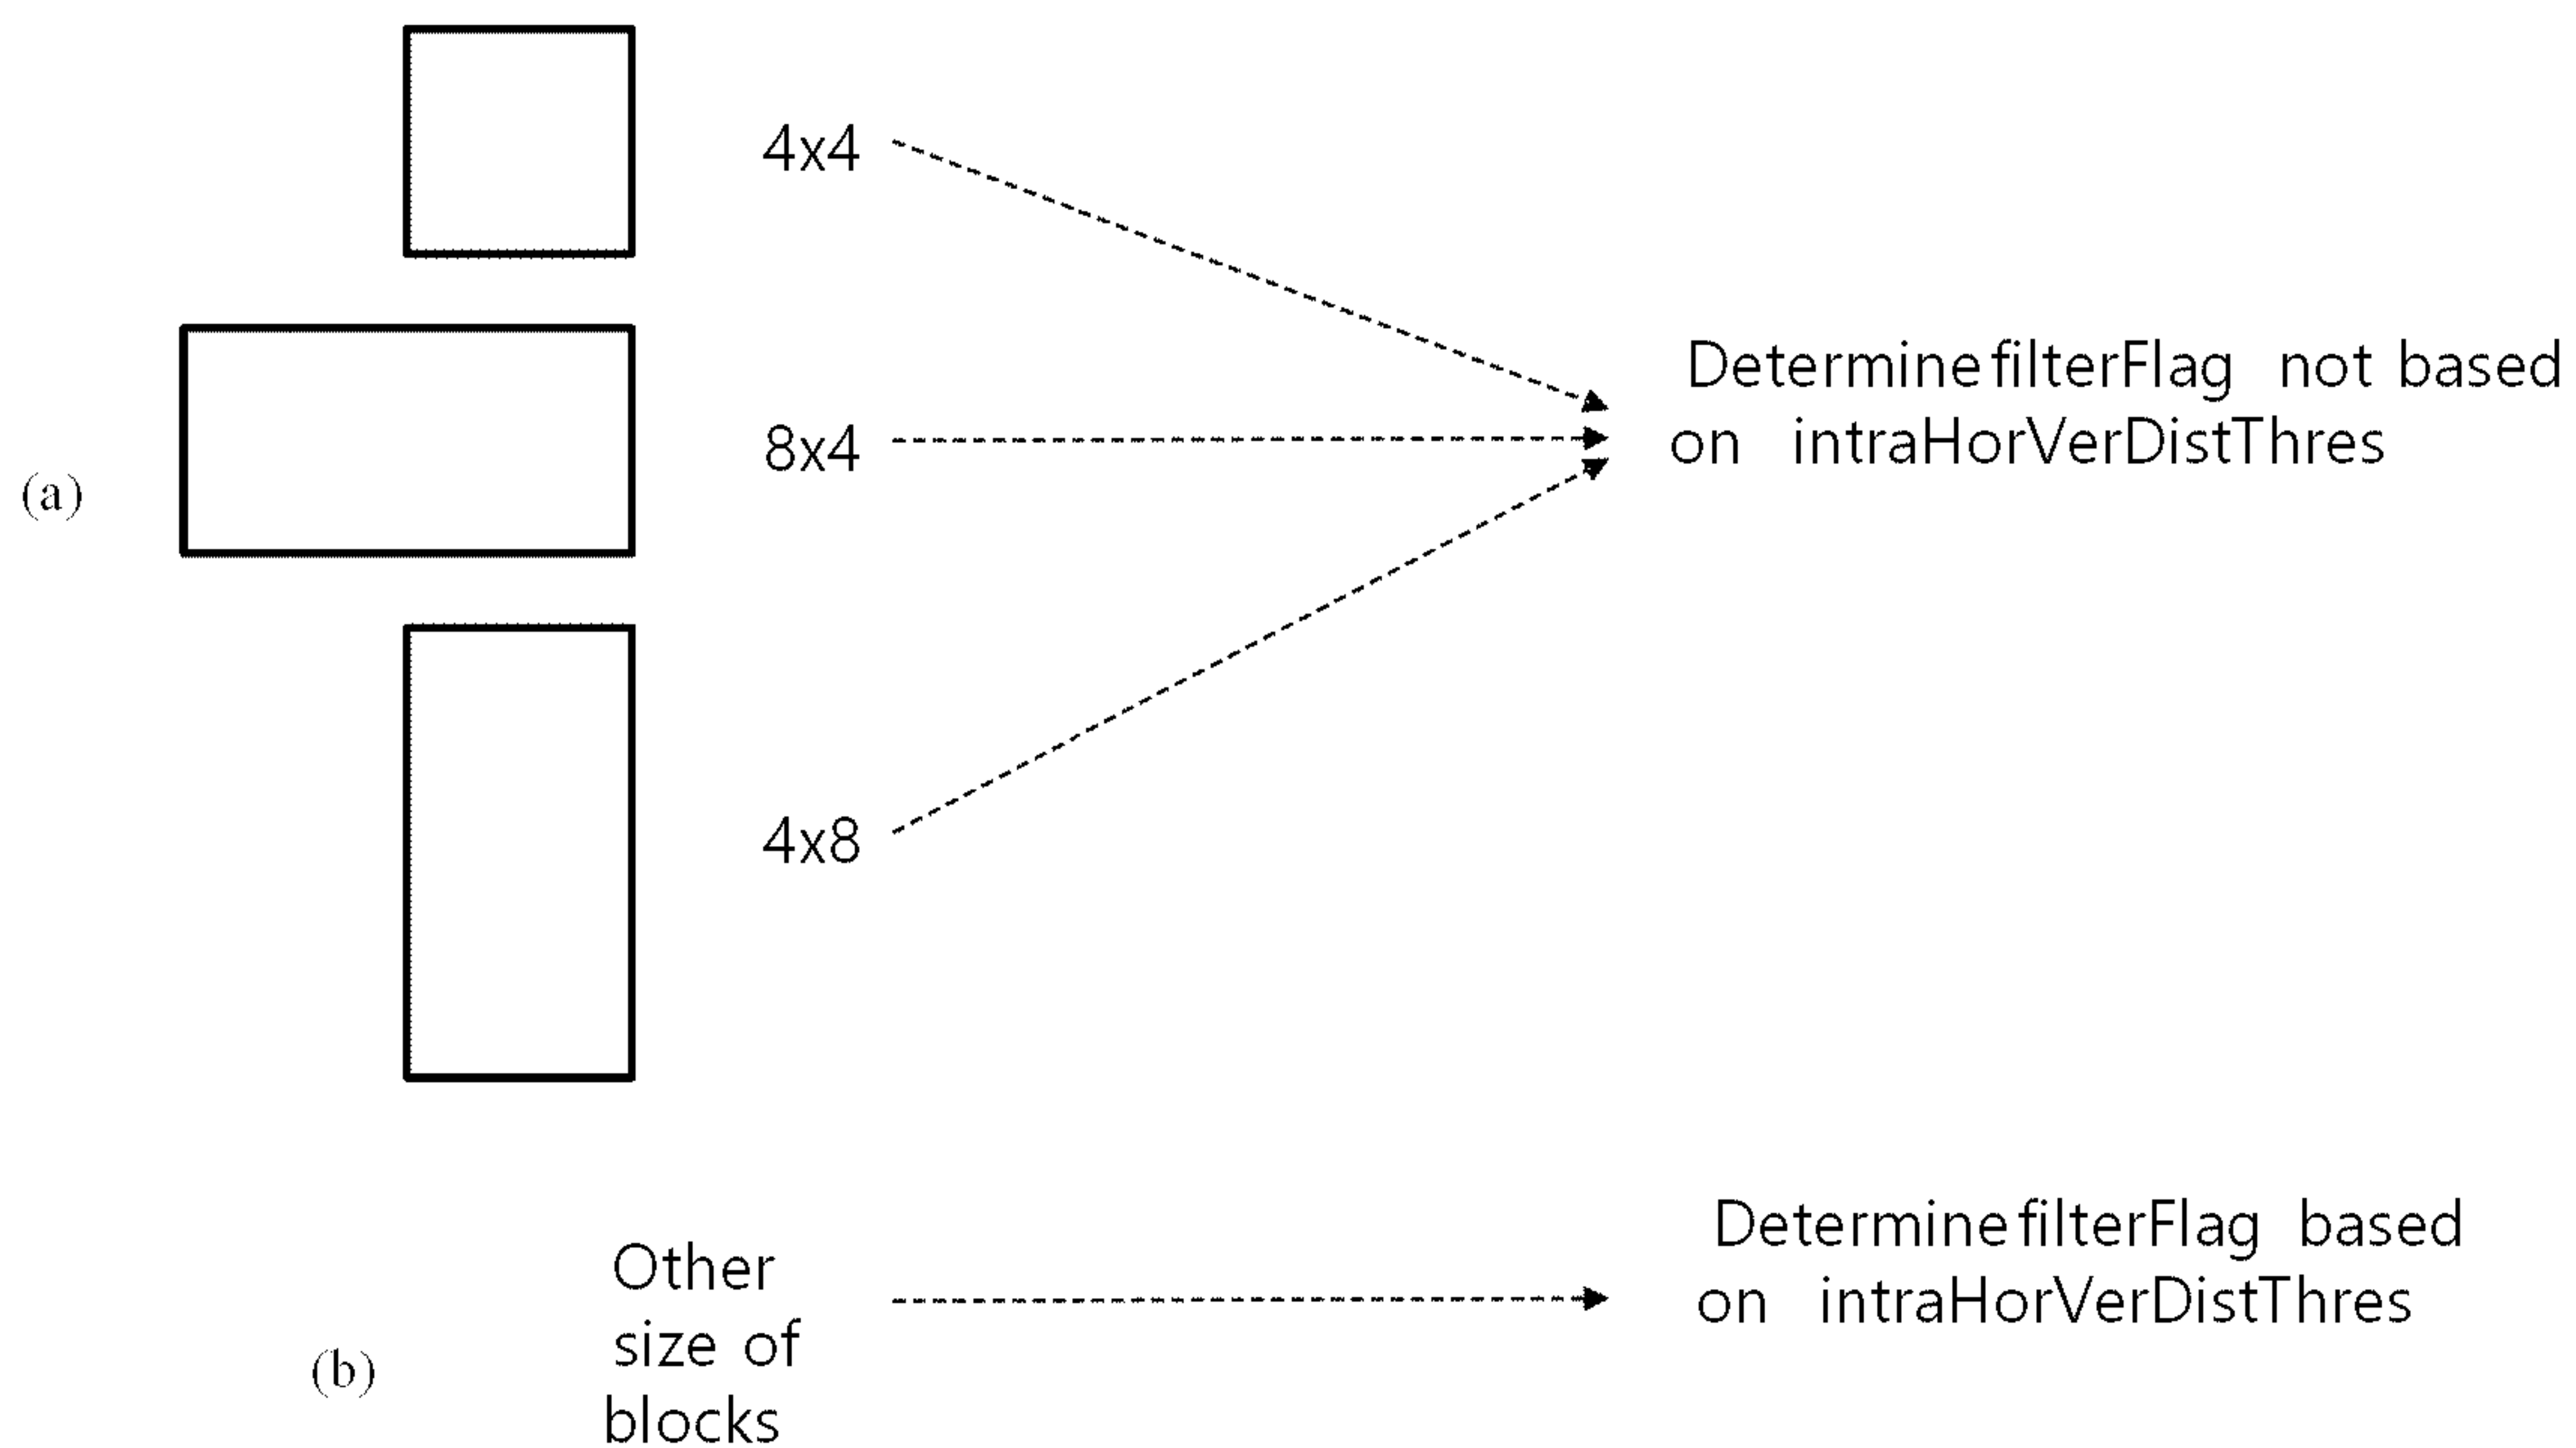 4x4
Determine filterFlag not based
on intraHorVerDistThres
8x4
(a)
4x8
Determine filterFlag based
on intraHorVerDistThres
Other
size of
blocks
(b)